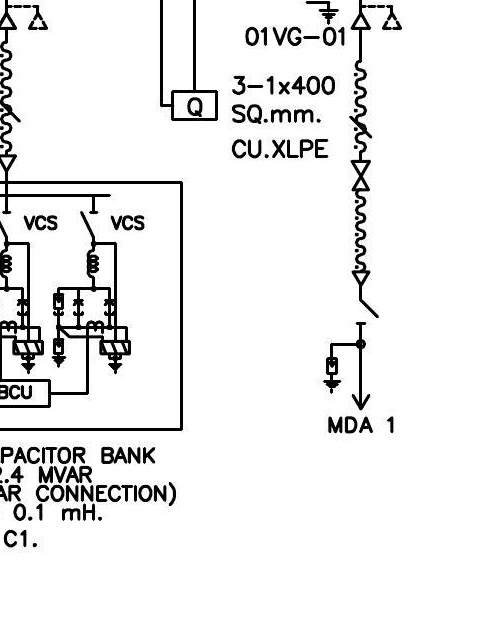 01VG-01
3-1x400
Q
SQ.mm.
CU.XLPE
VCS VCS
BCU
MDA 1
PACITOR BANK
.4 MVAR
AR CONNECTION)
0.1 mH.
C1.